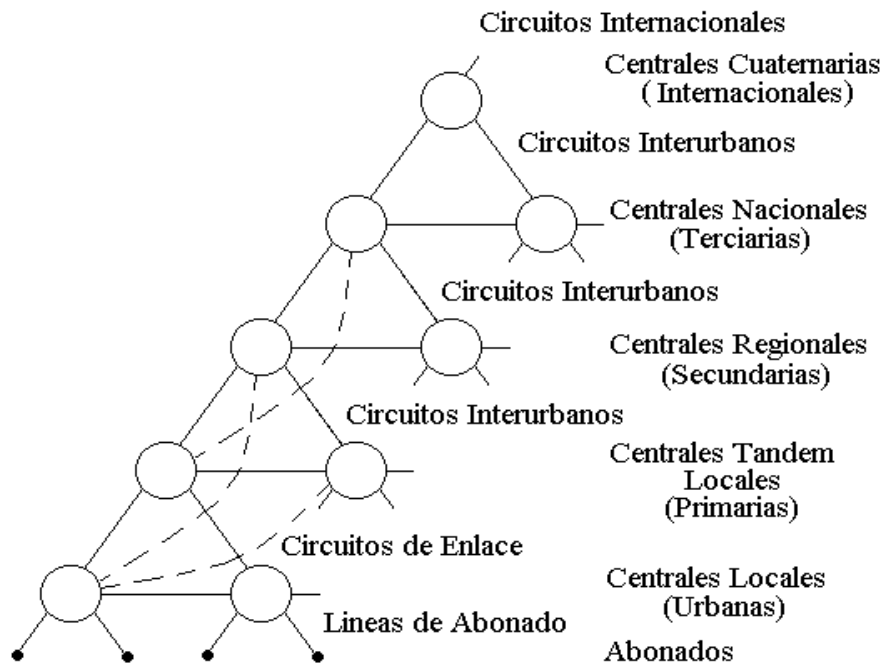 Circuitos Internacionales
Centrales Cuaternarias
( Internacionales)
Circuitos Interurbanos
Centrales Nacionales
(Terciarias)
Circuitos Interurbanos
Centrales Regionales
(Secundarias)
Circuitos Interurbanos
Centrales Tandem
Locales
(Primarias)
Circuitos de Enlace
Centrales Locales
(Urbanas)
Lineas de Abonado
Abonados